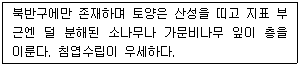 북반구에만 존재하며 토양은 산성을 띠고 지표 부
근엔 덜 분해된 소나무나 가문비나무 잎이 층을
이룬다. 침엽수림이 우세하다.